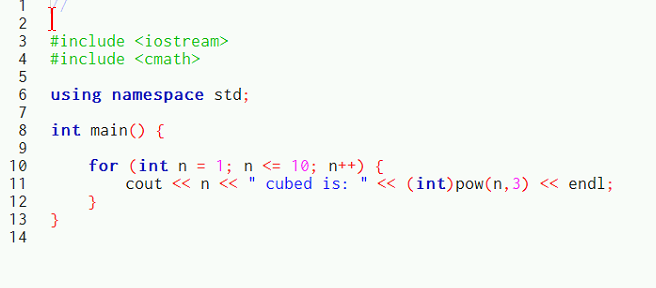 1 //
2
3 #include <iostream>
4 #include <cmath>
5
6 using namespace std;
7
8 int main() {
9
10 for (int n = 1; n <= 10; n++) {
11 cout << n << " cubed is: " << (int)pow(n,3) << endl;
12 }
13 }
14